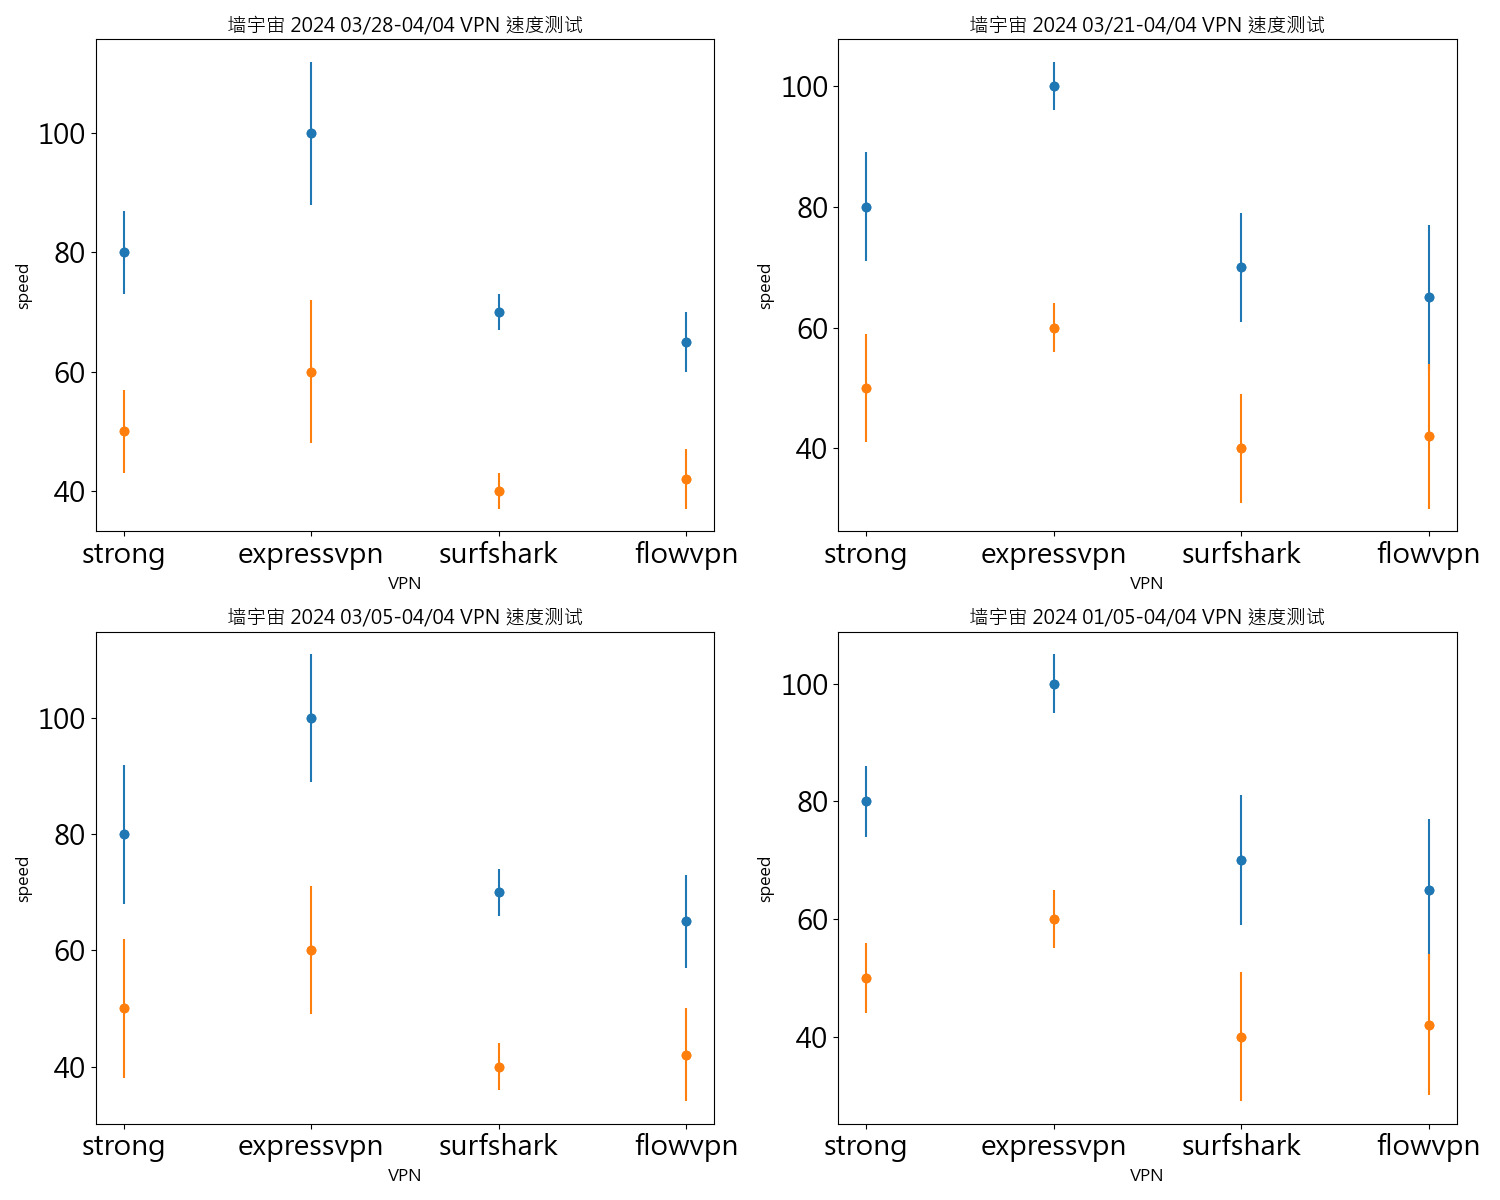 墙宇宙 2024 03/28-04/04 VPN 速度测试
100
80
60
40
speed
strong expressvpn surfshark flowvpn
VPN
墙宇宙 2024 03/21-04/04 VPN 速度测试
100
80
60
40
speed
strong expressvpn surfshark flowvpn
VPN
墙宇宙 2024 03/05-04/04 VPN 速度测试
100
80
60
40
speed
strong expressvpn surfshark flowvpn
VPN
墙宇宙 2024 01/05-04/04 VPN 速度测试
100
80
60
40
speed
strong expressvpn surfshark flowvpn
VPN